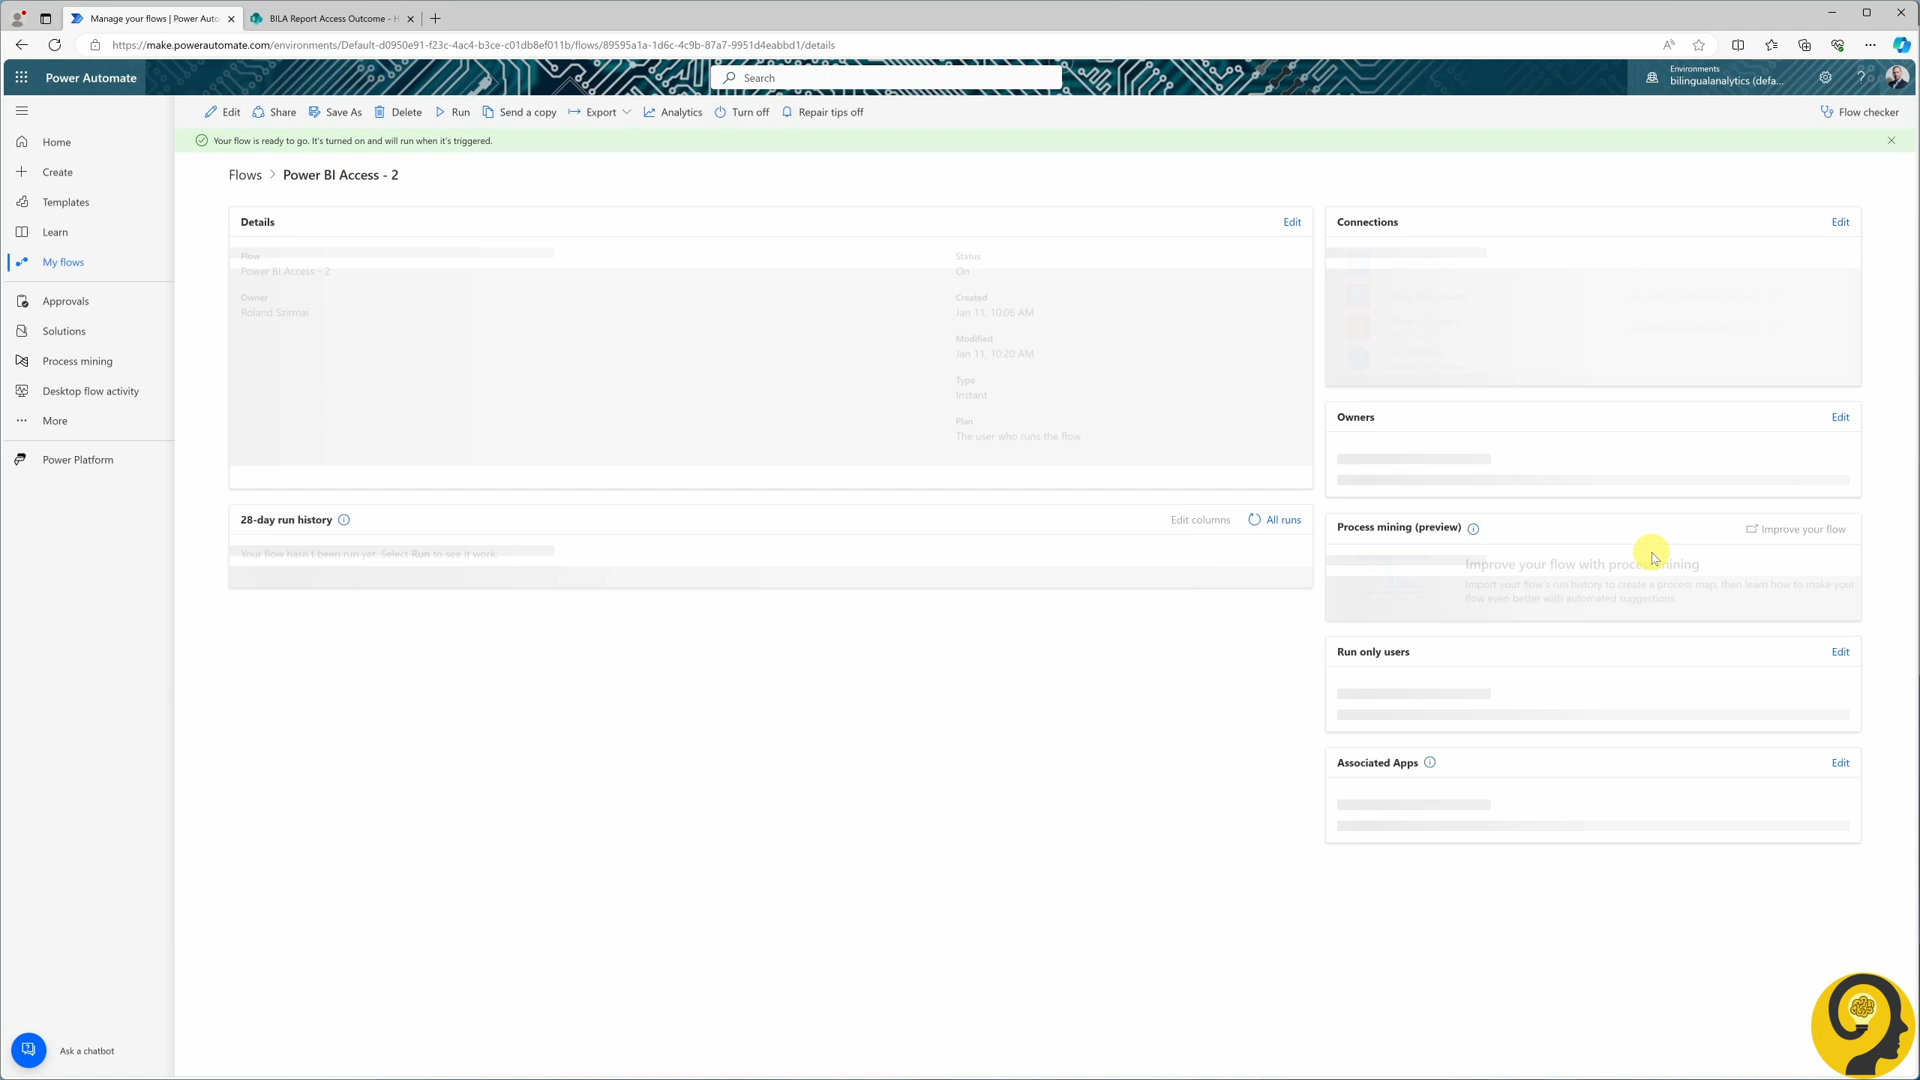 Manage your flows | Power Auto
BILA Report Access Outcome - H
https://make.powerautomate.com/environments/Default-d0950e91-f23c-4ac4-b3ce-c01db8ef011b/flows/89595a1a-1d6c-4c9b-87a7-9951d4eabbd1/details
Power Automate
Search
Environments
bilingualanalytics (defa...
Edit
Share
Save As
Delete
Run
Send a copy
Export
Analytics
Turn off
Repair tips off
Flow checker
Your flow is ready to go. It's turned on and will run when it's triggered.
Home
Create
Templates
Learn
My flows
Approvals
Solutions
Process mining
Desktop flow activity
More
Power Platform
Ask a chatbot
Flows > Power BI Access - 2
Details
Edit
Flow
Power BI Access - 2
Owner
Roland Szirmai
Status
On
Created
Jan 11, 10:06 AM
Modified
Jan 11, 10:20 AM
Type
Instant
Plan
The user who runs the flow
28-day run history
Edit columns
All runs
Your flow hasn't been run yet. Select Run to see it work.
Connections
Edit
Owners
Edit
Process mining (preview)
Improve your flow
Improve your flow with process mining
Import your flow's run history to create a process map, then learn how to make your
flow even better with automated suggestions.
Run only users
Edit
Associated Apps
Edit